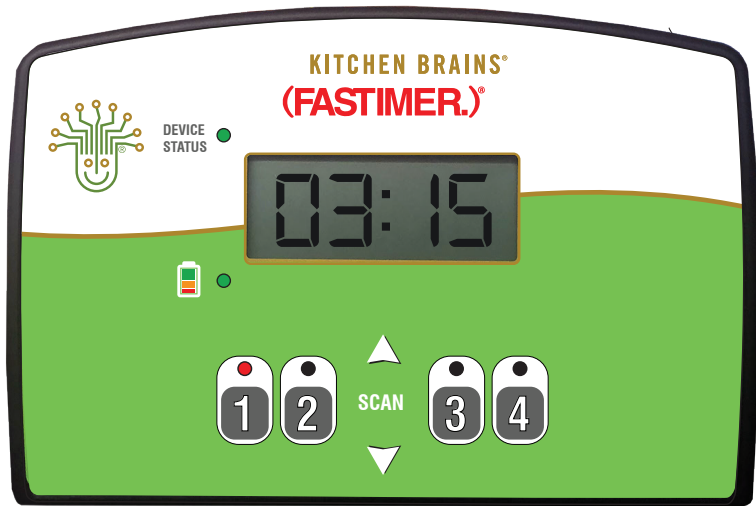 KITCHEN BRAINS®
(FASTIMER.)®
DEVICE
STATUS
®
03:15
SCAN
1 2 3 4